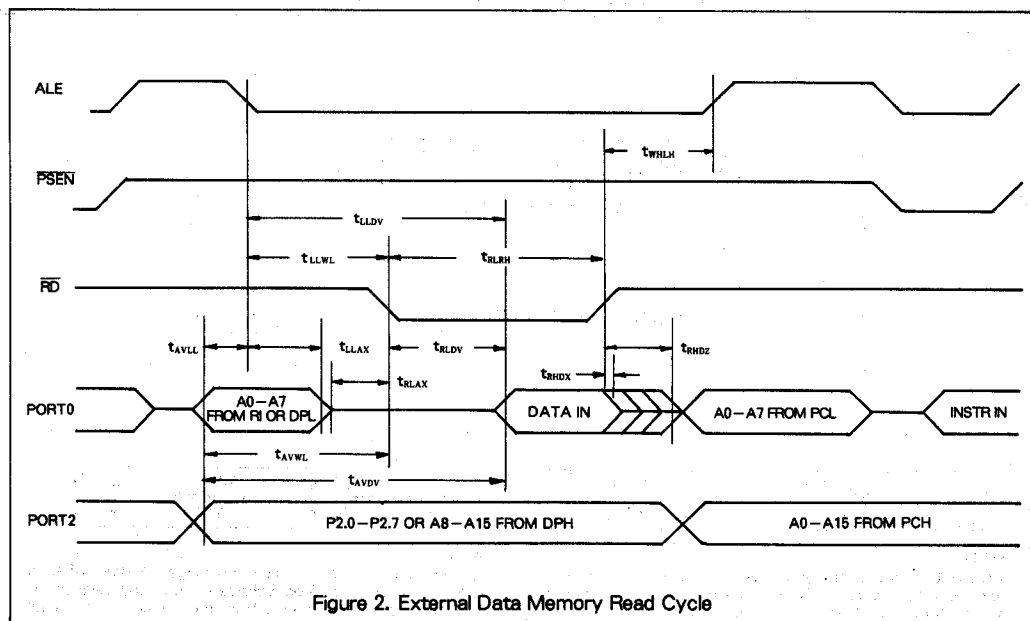 ALE
tWHLH
PSEN
tLLDV
tLLWL
tRLRH
RD
tAVLL
tLLAX
tRLDV
tRHDZ
tRLAX
tRHDX
PORT0
A0-A7
FROM RI OR DPL
DATA IN
A0-A7 FROM PCL
INSTR IN
tAVWL
tAVDV
PORT2
P2.0-P2.7 OR A8-A15 FROM DPH
A0-A15 FROM PCH
Figure 2. External Data Memory Read Cycle